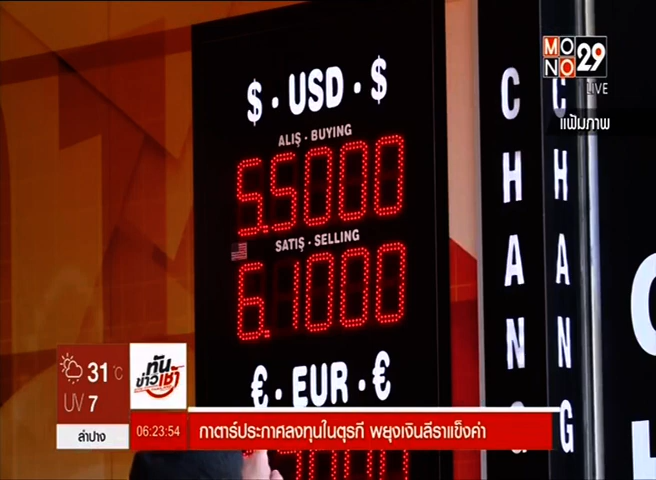 MONO 29
LIVE
แฟ้มภาพ
$ · USD · $
ALIŞ · BUYING
5.5000
SATIŞ · SELLING
6.1000
€ · EUR · €
CHANG
CHANG
31 °C
UV 7
ลำปาง
ทันข่าวเช้า
06:23:54
กาตาร์ประกาศลงทุนในตุรกี พยุงเงินลีราแข็งค่า